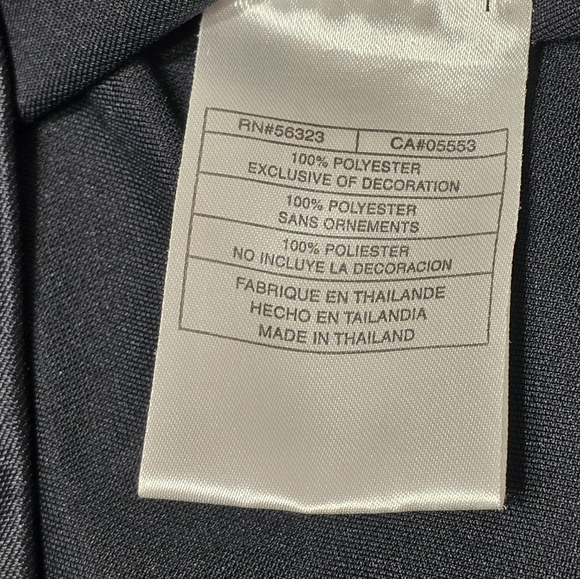 RN#56323 CA#05553
100% POLYESTER
EXCLUSIVE OF DECORATION
100% POLYESTER
SANS ORNEMENTS
100% POLIESTER
NO INCLUYE LA DECORACION
FABRIQUE EN THAILANDE
HECHO EN TAILANDIA
MADE IN THAILAND